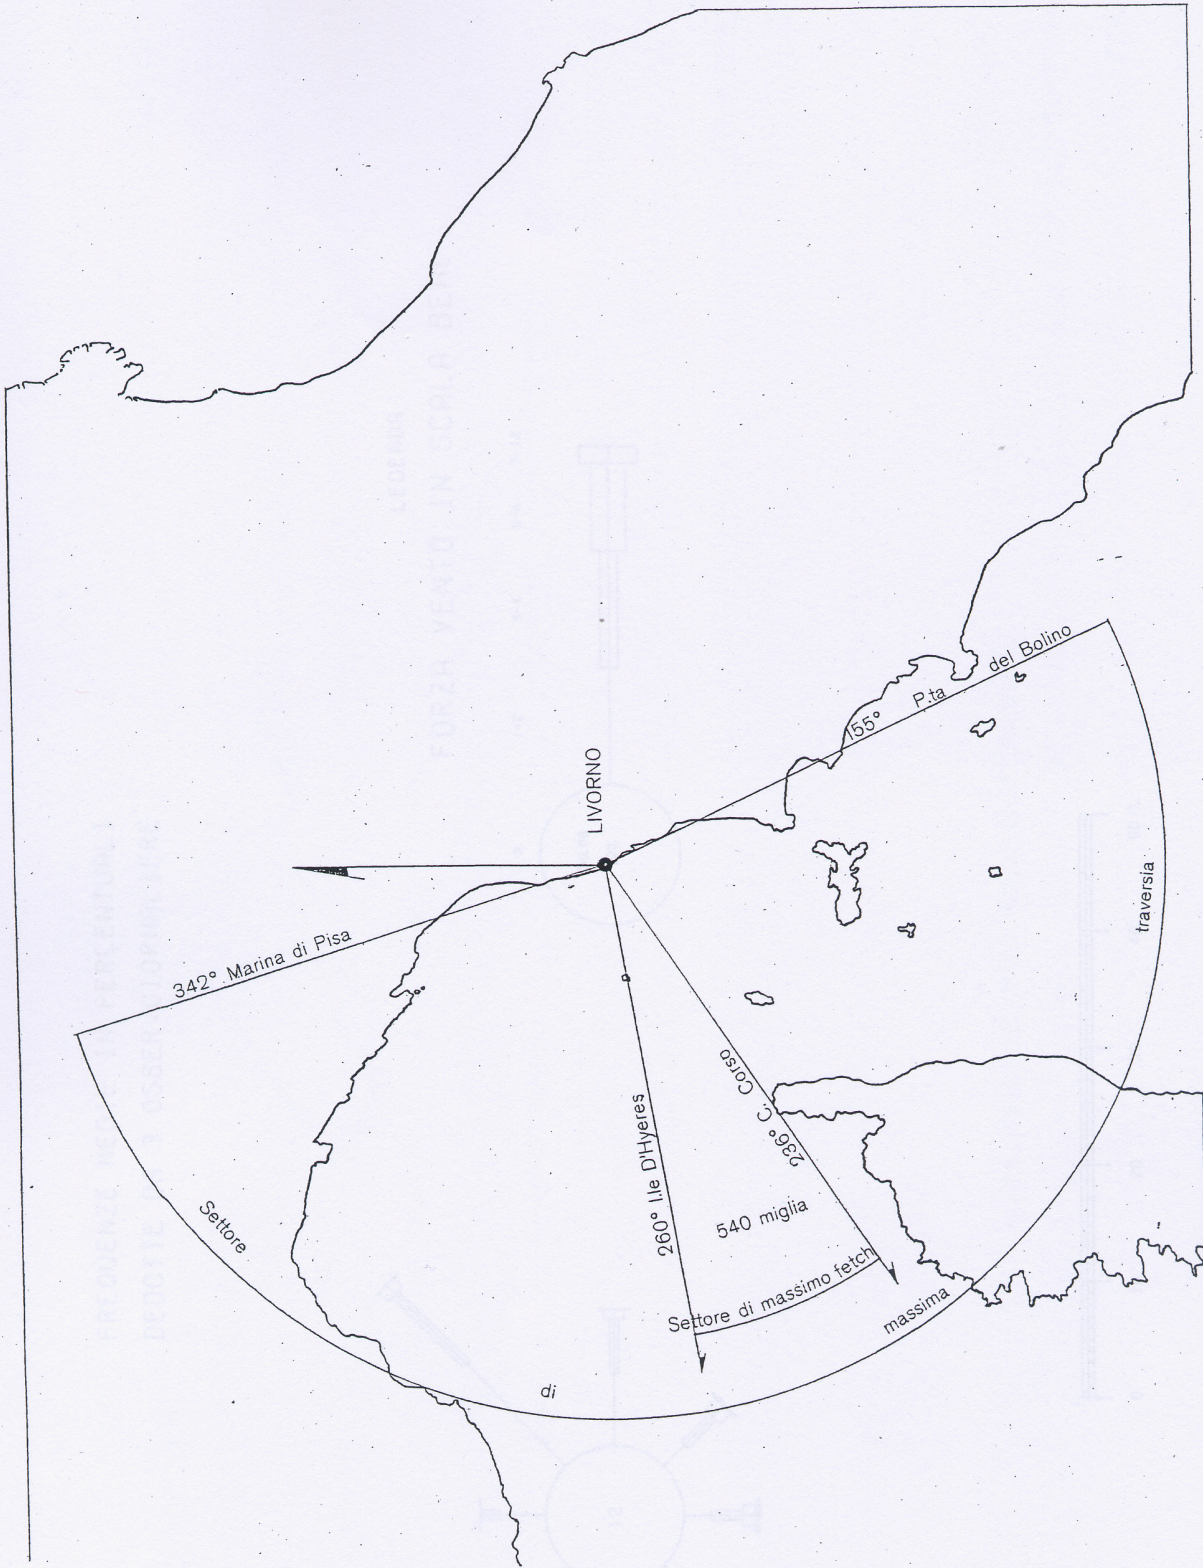 LIVORNO
155° P.ta del Bolino
342° Marina di Pisa
260° I.le D'Hyeres
236° C. Corso
540 miglia
Settore di massimo fetch
Settore di massima traversia